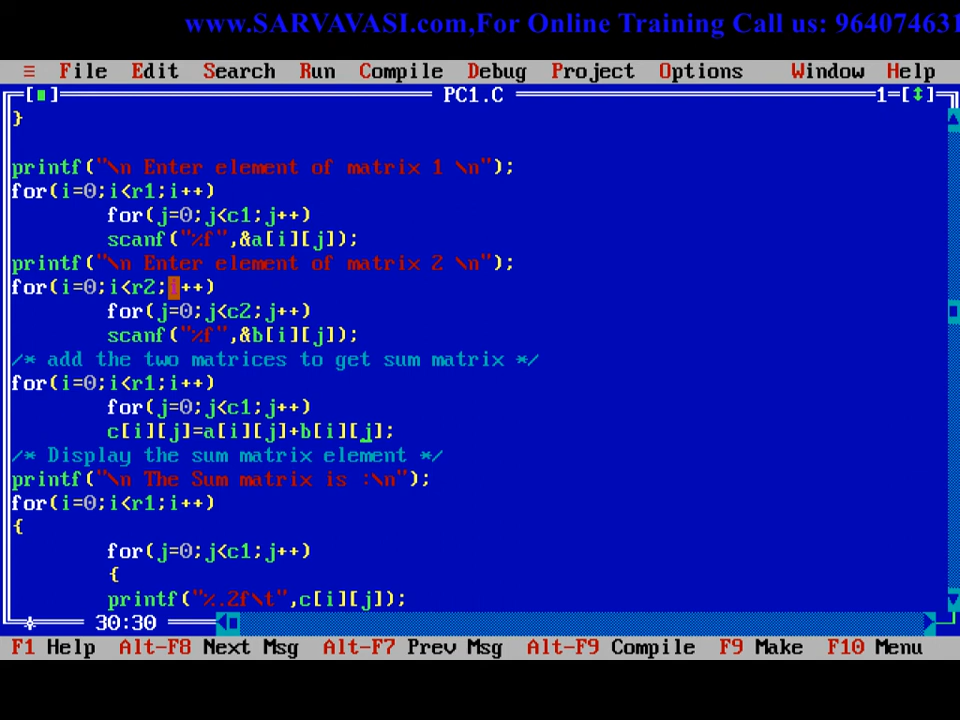 www.SARVAVASI.com,For Online Training Call us: 964074631
≡ File Edit Search Run Compile Debug Project Options Window Help
[■] PC1.C 1=[↕]
}
printf("\n Enter element of matrix 1 \n");
for(i=0;i<r1;i++)
for(j=0;j<c1;j++)
scanf("%f",&a[i][j]);
printf("\n Enter element of matrix 2 \n");
for(i=0;i<r2;i++)
for(j=0;j<c2;j++)
scanf("%f",&b[i][j]);
/* add the two matrices to get sum matrix */
for(i=0;i<r1;i++)
for(j=0;j<c1;j++)
c[i][j]=a[i][j]+b[i][j];
/* Display the sum matrix element */
printf("\n The Sum matrix is :\n");
for(i=0;i<r1;i++)
{
for(j=0;j<c1;j++)
{
printf("%.2f\t",c[i][j]);
30:30
F1 Help Alt-F8 Next Msg Alt-F7 Prev Msg Alt-F9 Compile F9 Make F10 Menu